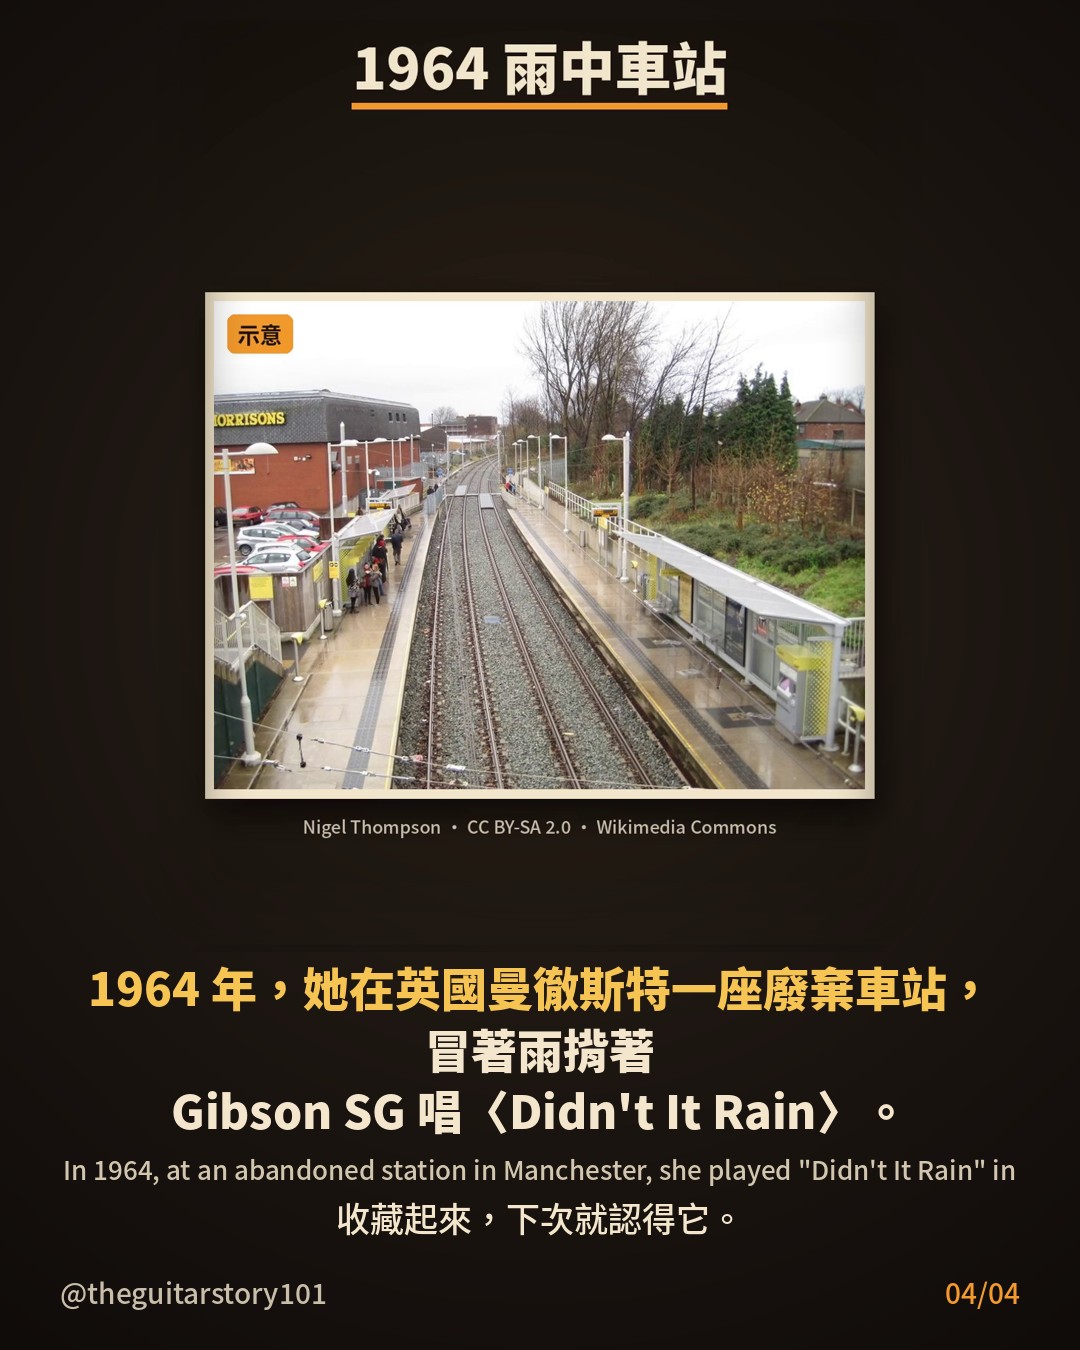 1964 雨中車站
示意
MORRISONS
Nigel Thompson • CC BY-SA 2.0 • Wikimedia Commons
1964 年，她在英國曼徹斯特一座廢棄車站，
冒著雨揹著
Gibson SG 唱〈Didn't It Rain〉。
In 1964, at an abandoned station in Manchester, she played "Didn't It Rain" in
收藏起來，下次就認得它。
@theguitarstory101
04/04